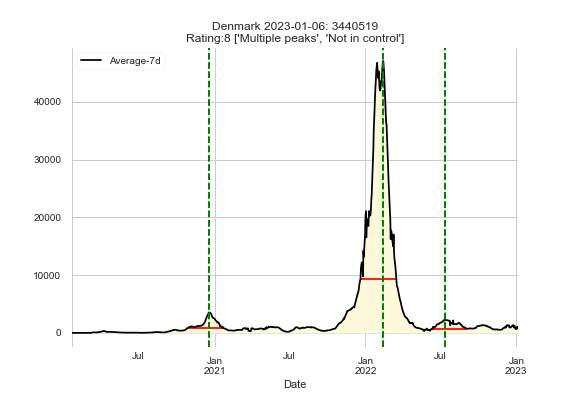 Denmark 2023-01-06: 3440519
Rating:8 ['Multiple peaks', 'Not in control']
Average-7d
40000
30000
20000
10000
0
Jul
Jan
2021
Jul
Jan
2022
Jul
Jan
2023
Date